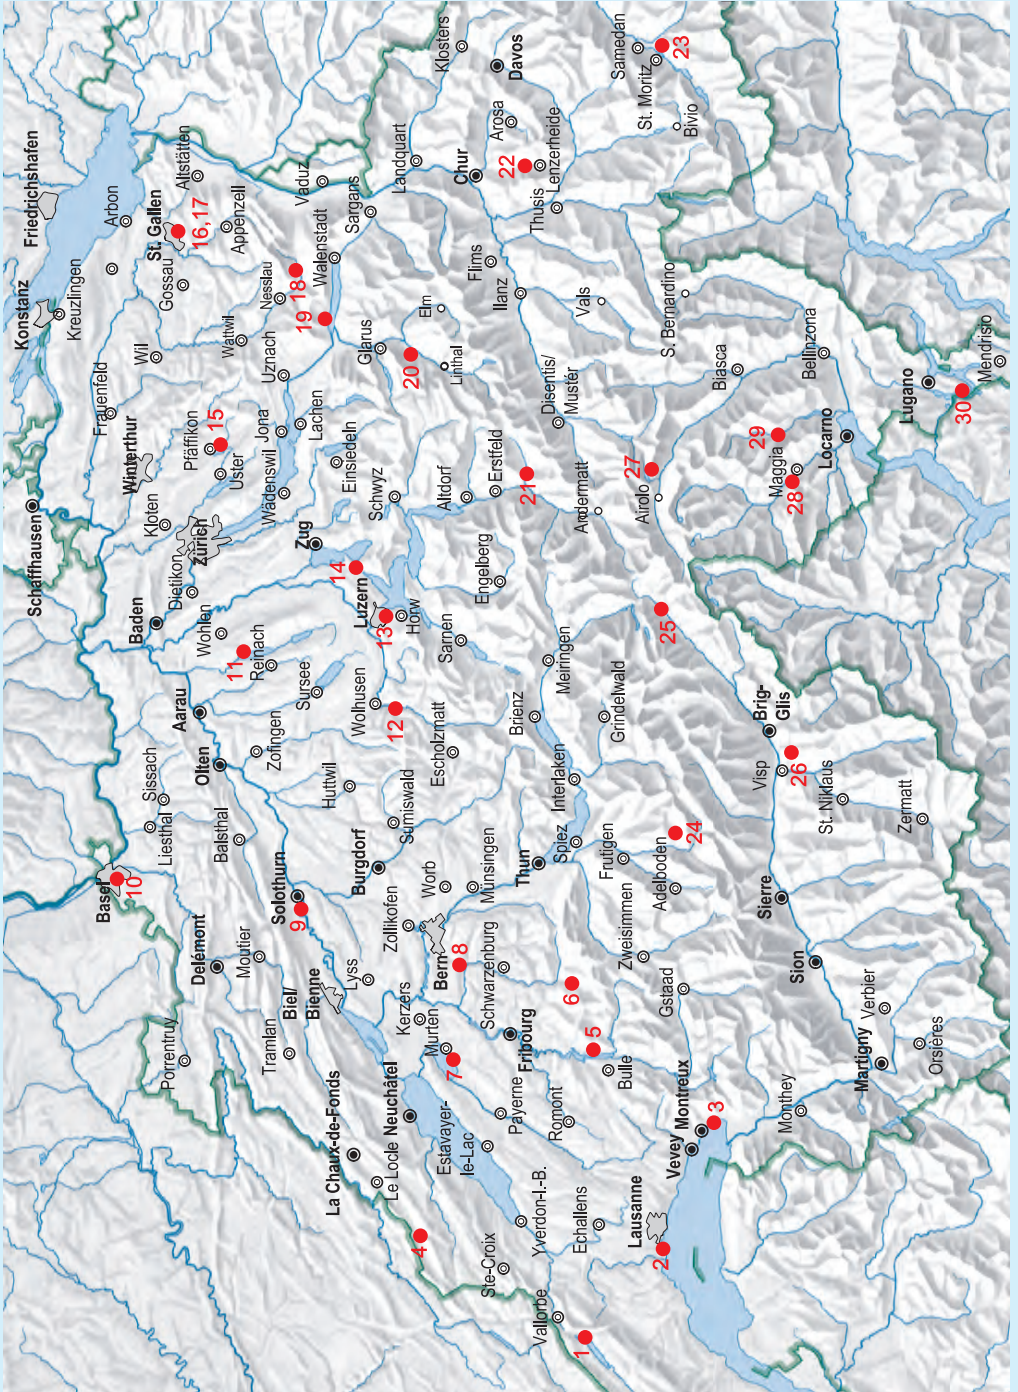 Schaffhausen
Konstanz
Kreuzlingen
Friedrichshafen
Basel
10
Frauenfeld
Arbon
Liesthal
Sissach
Baden
Kloten
Winterthur
Wil
St. Gallen
16,17
Gossau
Altstätten
Porrentruy
Delémont
Balsthal
Olten
Aarau
Wohlen
Dietikon
Zürich
Uster
Pfäffikon
15
Wattwil
Appenzell
Moutier
Zofingen
11
Reinach
Wädenswil
Jona
Uznach
Nesslau
18
Tramlan
Biel/
Bienne
Solothurn
9
Sursee
Zug
Lachen
19
Vaduz
Walenstadt
La Chaux-de-Fonds
Huttwil
14
Einsiedeln
Sargans
Lyss
Burgdorf
Wolhusen
Luzern
13
Schwyz
Glarus
20
Le Locle
Neuchâtel
Kerzers
Zollikofen
Sumiswald
12
Horw
Landquart
4
Murten
7
Bern
8
Worb
Escholzmatt
Sarnen
Altdorf
Linthal
Elm
Klosters
Estavayer-
le-Lac
Münsingen
Erstfeld
Flims
Chur
Davos
Ste-Croix
Payerne
Fribourg
Schwarzenburg
Engelberg
21
Ilanz
22
Arosa
Yverdon-l.-B.
Thun
Brienz
Meiringen
Disentis/
Mustér
Thusis
Lenzerheide
Vallorbe
1
Romont
5
6
Spiez
Interlaken
Andermatt
Vals
Echallens
Bulle
Frutigen
Grindelwald
Lausanne
2
Zweisimmen
Adelboden
24
25
Airolo
27
S. Bernardino
Bivio
St. Moritz
Samedan
23
Vevey
Montreux
3
Gstaad
Biasca
Monthey
Sierre
Visp
Brig-
Glis
26
Maggia
28
29
Bellinzona
Sion
St. Niklaus
Locarno
Martigny
Verbier
Orsières
Zermatt
Lugano
30
Mendrisio